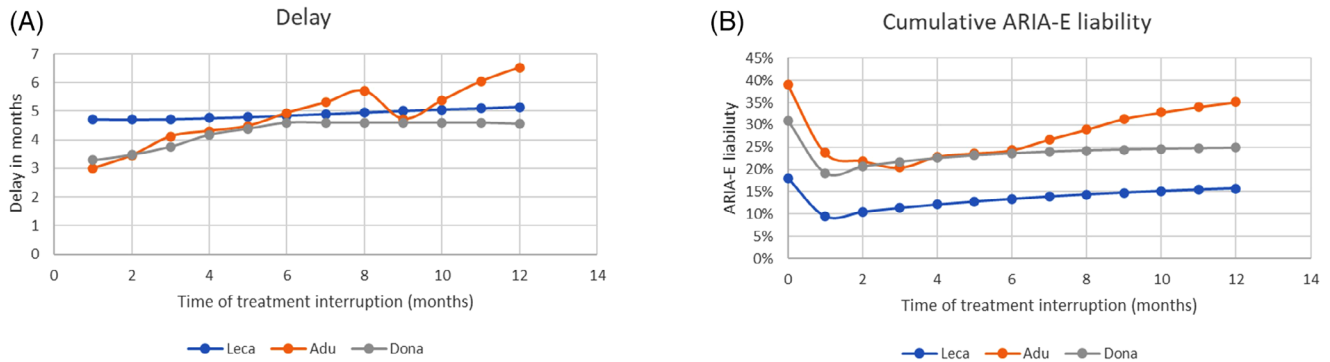 (A)
Delay
7
6
5
4
3
2
1
0
Delay in months
0 2 4 6 8 10 12 14
Time of treatment interruption (months)
Leca Adu Dona
(B)
Cumulative ARIA-E liability
45%
40%
35%
30%
25%
20%
15%
10%
5%
0%
ARIA-E liability
0 2 4 6 8 10 12 14
Time of treatment interruption (months)
Leca Adu Dona